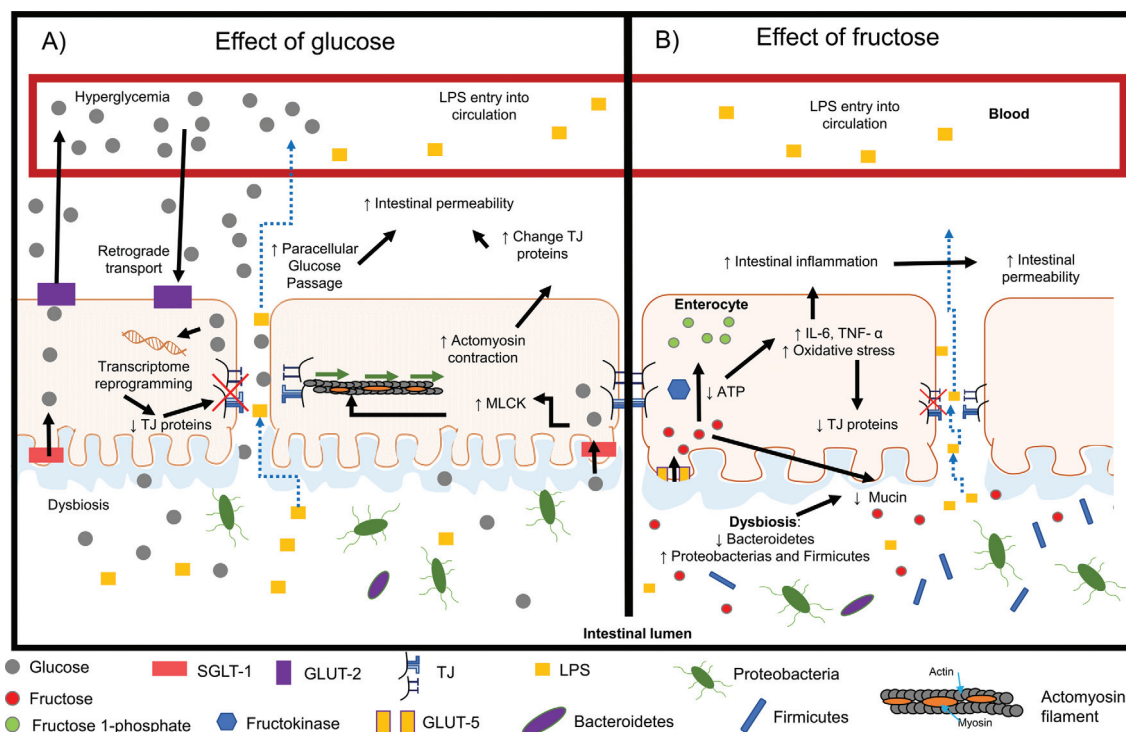 A)
Effect of glucose
Hyperglycemia
LPS entry into
circulation
↑ Intestinal permeability
Retrograde
transport
↑ Paracellular
Glucose
Passage
↑ Change TJ
proteins
↑ Actomyosin
contraction
Transcriptome
reprogramming
↓ TJ proteins
↑ MLCK
Dysbiosis
B)
Effect of fructose
LPS entry into
circulation
Blood
↑ Intestinal inflammation
↑ Intestinal
permeability
Enterocyte
↑ IL-6, TNF- α
↑ Oxidative stress
↓ ATP
↓ TJ proteins
↓ Mucin
Dysbiosis:
↓ Bacteroidetes
↑ Proteobacterias and Firmicutes
Intestinal lumen
Glucose
SGLT-1
GLUT-2
TJ
LPS
Proteobacteria
Actin
Myosin
Actomyosin
filament
Fructose
Fructose 1-phosphate
Fructokinase
GLUT-5
Bacteroidetes
Firmicutes